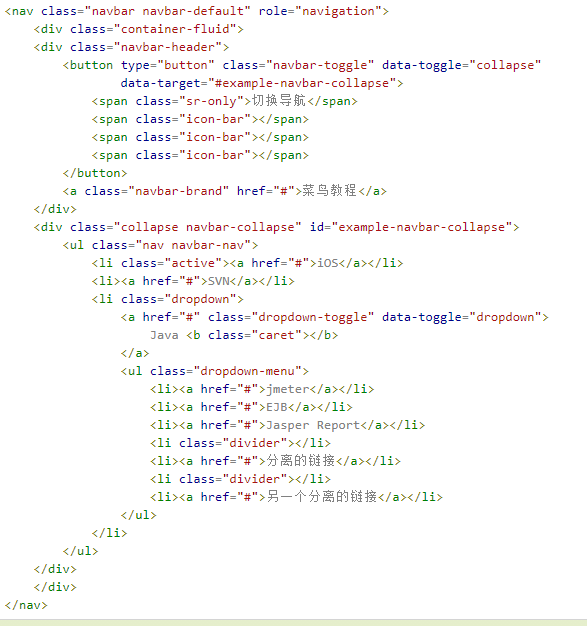 <nav class="navbar navbar-default" role="navigation">
    <div class="container-fluid">
    <div class="navbar-header">
        <button type="button" class="navbar-toggle" data-toggle="collapse"
                data-target="#example-navbar-collapse">
            <span class="sr-only">切换导航</span>
            <span class="icon-bar"></span>
            <span class="icon-bar"></span>
            <span class="icon-bar"></span>
        </button>
        <a class="navbar-brand" href="#">菜鸟教程</a>
    </div>
    <div class="collapse navbar-collapse" id="example-navbar-collapse">
        <ul class="nav navbar-nav">
            <li class="active"><a href="#">iOS</a></li>
            <li><a href="#">SVN</a></li>
            <li class="dropdown">
                <a href="#" class="dropdown-toggle" data-toggle="dropdown">
                    Java <b class="caret"></b>
                </a>
                <ul class="dropdown-menu">
                    <li><a href="#">jmeter</a></li>
                    <li><a href="#">EJB</a></li>
                    <li><a href="#">Jasper Report</a></li>
                    <li class="divider"></li>
                    <li><a href="#">分离的链接</a></li>
                    <li class="divider"></li>
                    <li><a href="#">另一个分离的链接</a></li>
                </ul>
            </li>
        </ul>
    </div>
    </div>
</nav>